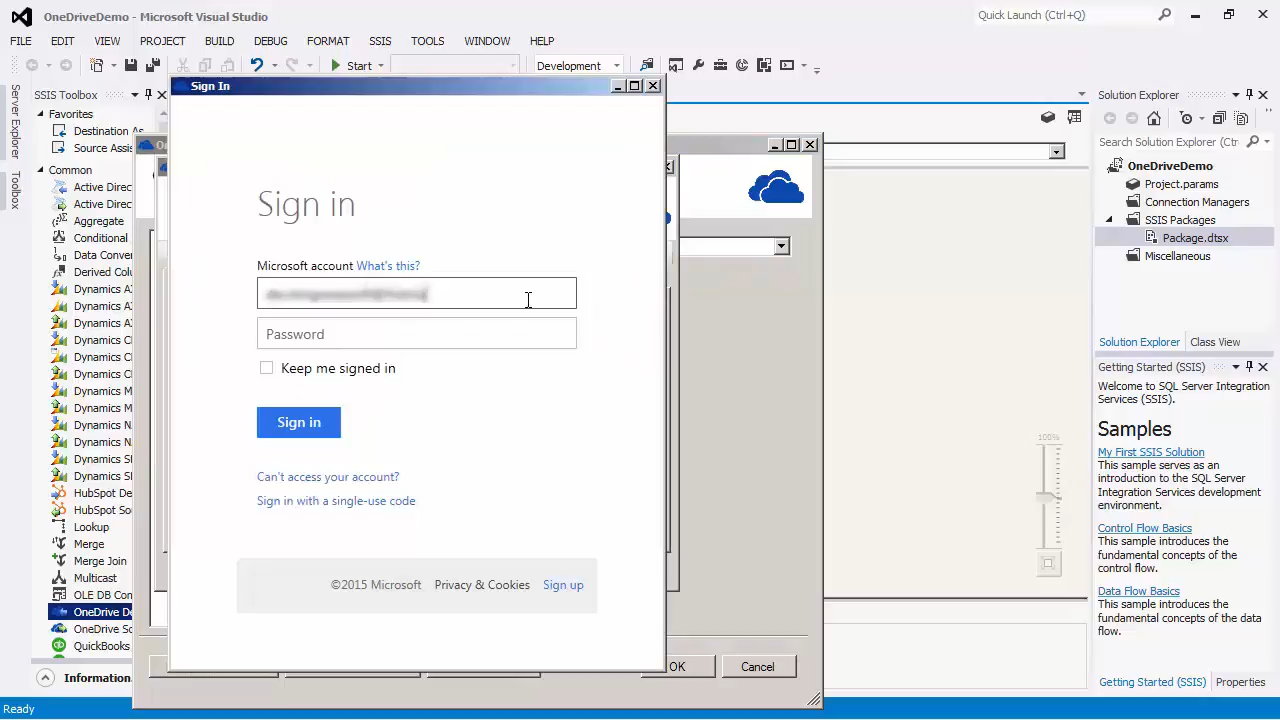 OneDriveDemo - Microsoft Visual Studio
Quick Launch (Ctrl+Q)
FILE EDIT VIEW PROJECT BUILD DEBUG FORMAT SSIS TOOLS WINDOW HELP
Start Development
Server Explorer
Toolbox
SSIS Toolbox
Favorites
Destination As
Source Assis
Common
Active Direc
Active Direc
Aggregate
Conditional
Data Conver
Derived Colu
Dynamics A
Dynamics A
Dynamics A
Dynamics C
Dynamics C
Dynamics C
Dynamics M
Dynamics M
Dynamics N
Dynamics N
Dynamics S
Dynamics S
HubSpot De
HubSpot So
Lookup
Merge
Merge Join
Multicast
OLE DB Com
OneDrive De
OneDrive So
QuickBooks
Information
Sign In
Sign in
Microsoft account What's this?
Password
Keep me signed in
Sign in
Can't access your account?
Sign in with a single-use code
©2015 Microsoft Privacy & Cookies Sign up
OK Cancel
100%
Solution Explorer
Search Solution Explorer (Ctr
OneDriveDemo
Project.params
Connection Managers
SSIS Packages
Package.dtsx
Miscellaneous
Solution Explorer Class View
Getting Started (SSIS)
Welcome to SQL Server Integration
Services (SSIS).
Samples
My First SSIS Solution
This sample serves as an
introduction to the SQL Server
Integration Services development
environment.
Control Flow Basics
This sample introduces the
fundamental concepts of the
control flow.
Data Flow Basics
This sample introduces the
fundamental concepts of the data
flow.
Getting Started (SSIS) Properties
Ready